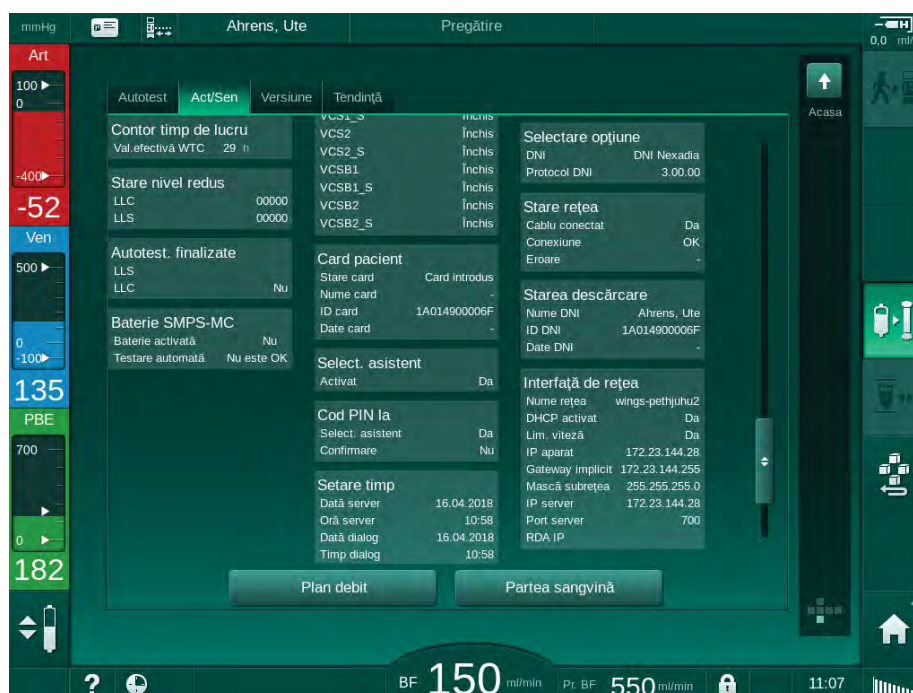 mmHg
Ahrens, Ute
Pregătire
0,0 ml/
Art
100
0
-400
-52
Ven
500
0
-100
135
PBE
700
0
182
Autotest Act/Sen Versiune Tendință
Acasa
Contor timp de lucru
Val.efectivă WTC 29 h
Stare nivel redus
LLC 00000
LLS 00000
Autotest. finalizate
LLS
LLC Nu
Baterie SMPS-MC
Baterie activată Nu
Testare automată Nu este OK
VCS1_S Închis
VCS2 Închis
VCS2_S Închis
VCSB1 Închis
VCSB1_S Închis
VCSB2 Închis
VCSB2_S Închis
Card pacient
Stare card Card introdus
Nume card -
ID card 1A014900006F
Date card -
Select. asistent
Activat Da
Cod PIN la
Select. asistent Da
Confirmare Nu
Setare timp
Dată server 16.04.2018
Oră server 10:58
Dată dialog 16.04.2018
Timp dialog 10:58
Selectare opțiune
DNI DNI Nexadia
Protocol DNI 3.00.00
Stare rețea
Cablu conectat Da
Conexiune OK
Eroare -
Starea descărcare
Nume DNI Ahrens, Ute
ID DNI 1A014900006F
Date DNI -
Interfață de rețea
Nume rețea wings-pethjuhu2
DHCP activat Da
Lim. viteză Da
IP aparat 172.23.144.28
Gateway implicit 172.23.144.255
Mască subrețea 255.255.255.0
IP server 172.23.144.28
Port server 700
RDA IP
Plan debit
Partea sangvină
?
BF 150 ml/min Pr. BF 550 ml/min
11:07